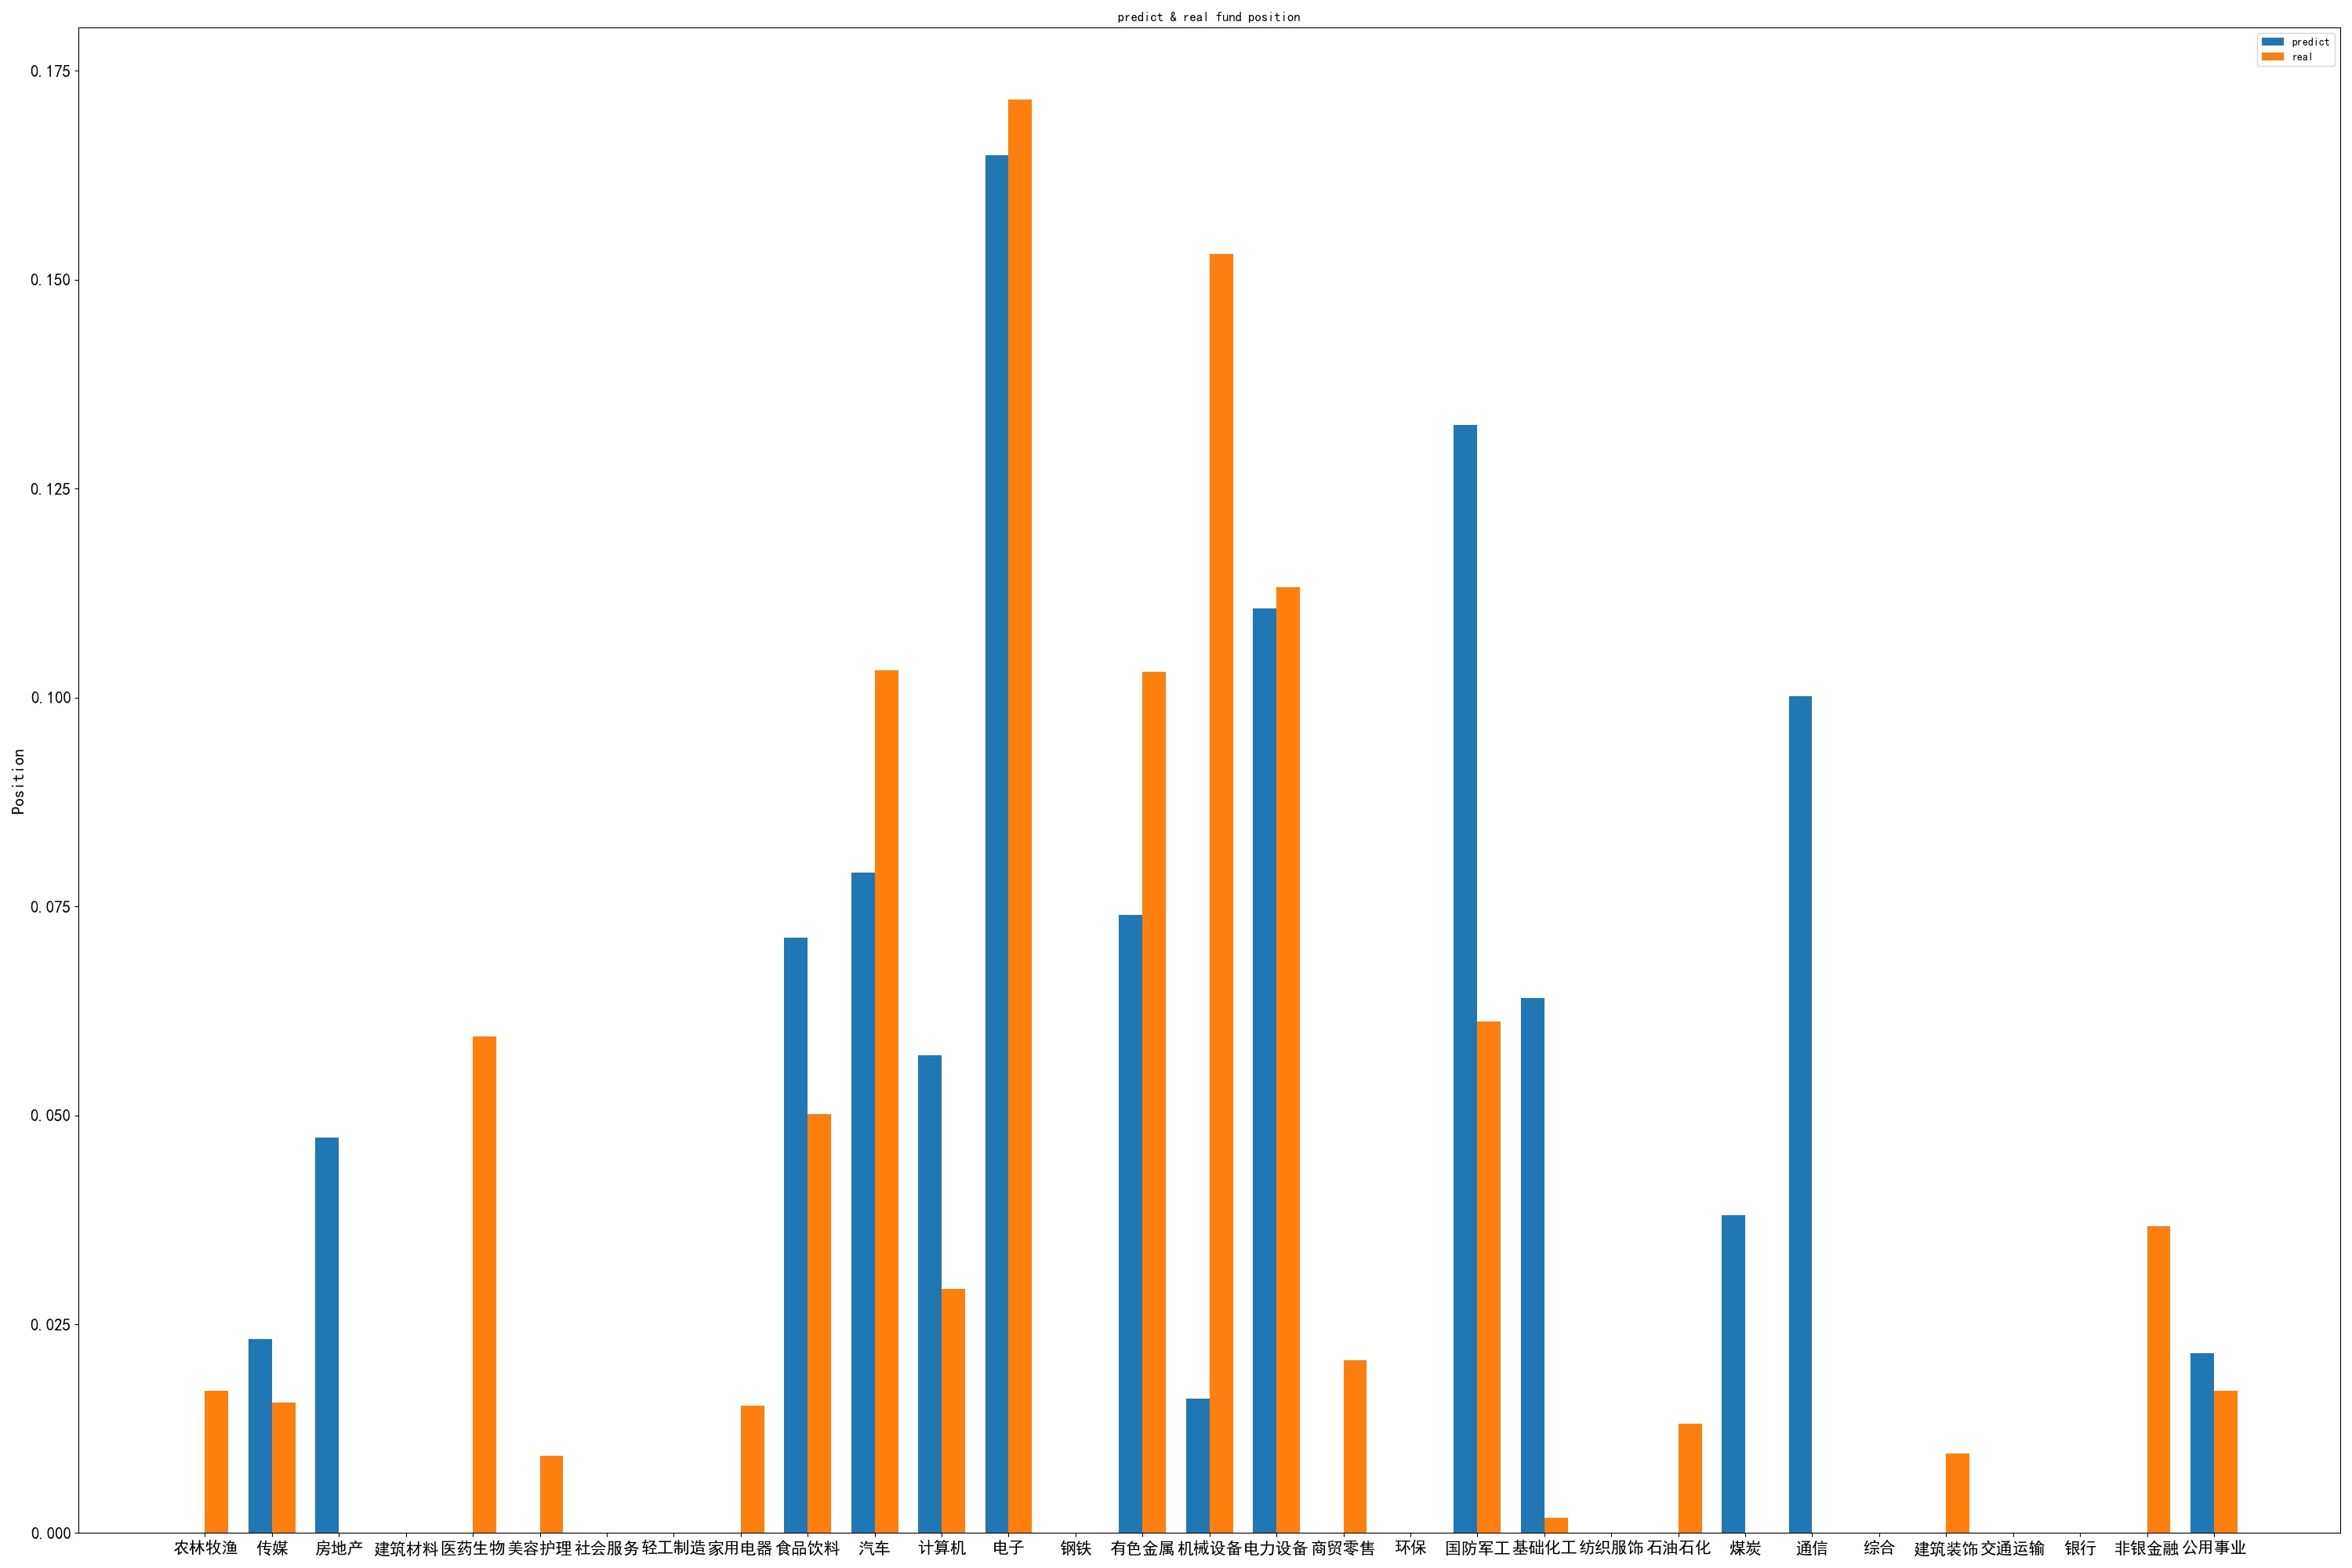 predict & real fund position
predict
real
0.175
0.150
0.125
0.100
0.075
0.050
0.025
0.000
Position
农林牧渔 传媒 房地产 建筑材料 医药生物 美容护理 社会服务 轻工制造 家用电器 食品饮料 汽车 计算机 电子 钢铁 有色金属 机械设备 电力设备 商贸零售 环保 国防军工 基础化工 纺织服饰 石油石化 煤炭 通信 综合 建筑装饰 交通运输 银行 非银金融 公用事业